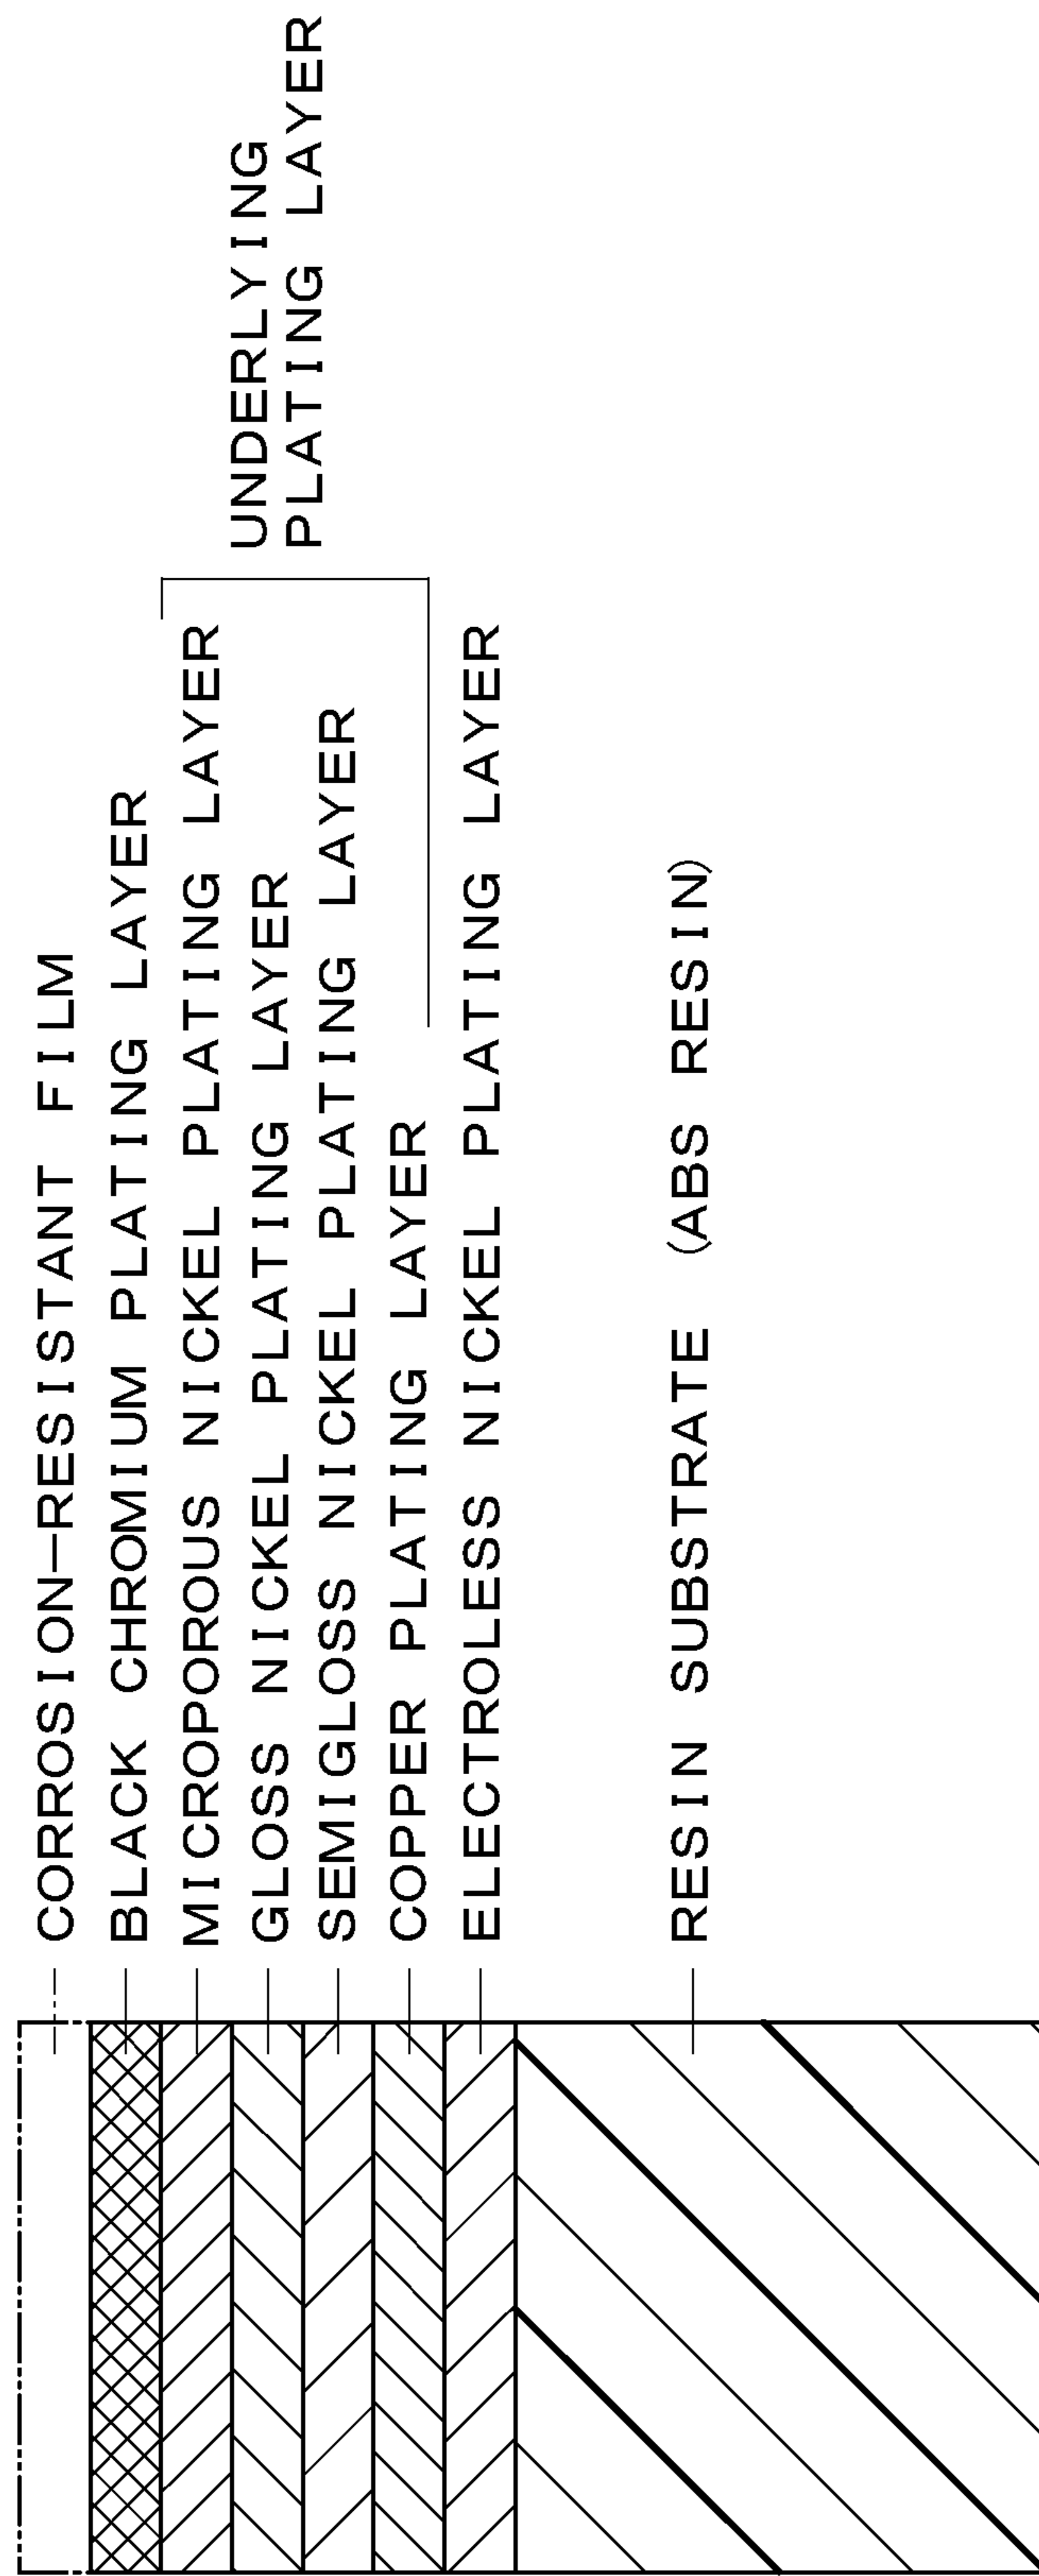 CORROSION-RESISTANT FILM
BLACK CHROMIUM PLATING LAYER
MICROPOROUS NICKEL PLATING LAYER
GLOSS NICKEL PLATING LAYER
SEMIGLOSS NICKEL PLATING LAYER
COPPER PLATING LAYER
UNDERLYING
PLATING LAYER
ELECTROLESS NICKEL PLATING LAYER
RESIN SUBSTRATE (ABS RESIN)